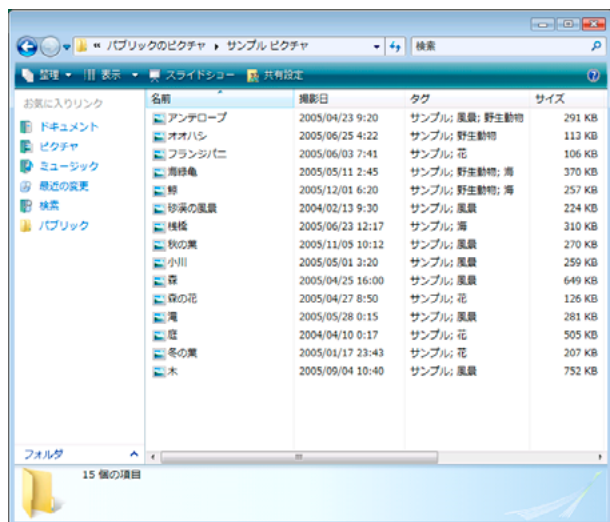 « パブリックのピクチャ ▸ サンプル ピクチャ 検索
整理 表示 スライドショー 共有設定
お気に入りリンク
ドキュメント
ピクチャ
ミュージック
最近の変更
検索
パブリック
名前 撮影日 タグ サイズ
アンテロープ 2005/04/23 9:20 サンプル; 風景; 野生動物 291 KB
オオハシ 2005/06/25 4:22 サンプル; 野生動物 113 KB
フランジパニ 2005/06/03 7:41 サンプル; 花 106 KB
海緑亀 2005/05/11 2:45 サンプル; 野生動物; 海 370 KB
鯨 2005/12/01 6:20 サンプル; 野生動物; 海 257 KB
砂漠の風景 2004/02/13 9:30 サンプル; 風景 224 KB
桟橋 2005/06/23 12:17 サンプル; 海 310 KB
秋の葉 2005/11/05 10:12 サンプル; 風景 270 KB
小川 2005/05/01 3:20 サンプル; 風景 259 KB
森 2005/04/25 16:00 サンプル; 風景 649 KB
森の花 2005/04/27 8:50 サンプル; 花 126 KB
滝 2005/05/28 0:15 サンプル; 風景 281 KB
庭 2004/04/10 0:17 サンプル; 花 505 KB
冬の葉 2005/01/17 23:43 サンプル; 花 207 KB
木 2005/09/04 10:40 サンプル; 風景 752 KB
フォルダ
15 個の項目